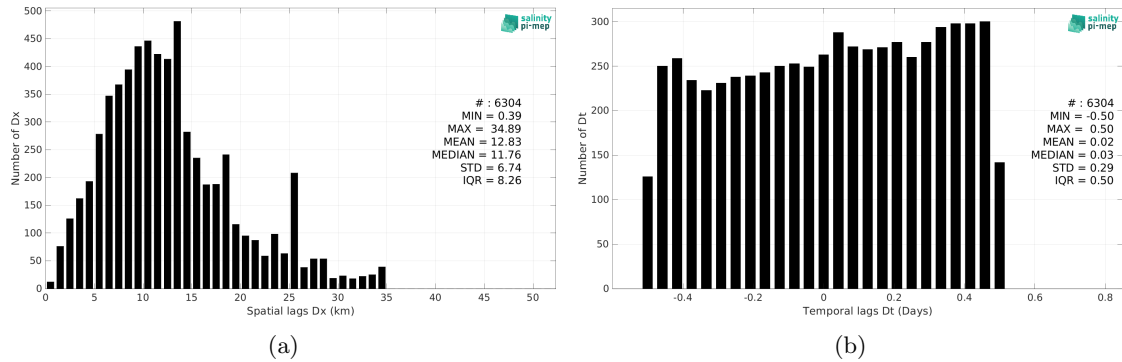 500
450
400
350
300
250
200
150
100
50
0
Number of Dx
0 5 10 15 20 25 30 35 40 45 50
Spatial lags Dx (km)
salinity
pi-mep
# : 6304
MIN = 0.39
MAX = 34.89
MEAN = 12.83
MEDIAN = 11.76
STD = 6.74
IQR = 8.26
(a)
300
250
200
150
100
50
0
Number of Dt
-0.4 -0.2 0 0.2 0.4 0.6 0.8
Temporal lags Dt (Days)
salinity
pi-mep
# : 6304
MIN = -0.50
MAX = 0.50
MEAN = 0.02
MEDIAN = 0.03
STD = 0.29
IQR = 0.50
(b)